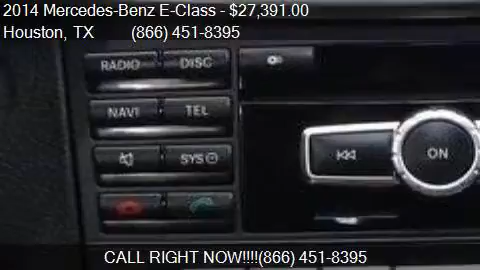 2014 Mercedes-Benz E-Class - $27,391.00
Houston, TX (866) 451-8395
RADIO DISC
NAVI TEL
SYS
ON
CALL RIGHT NOW!!!!(866) 451-8395